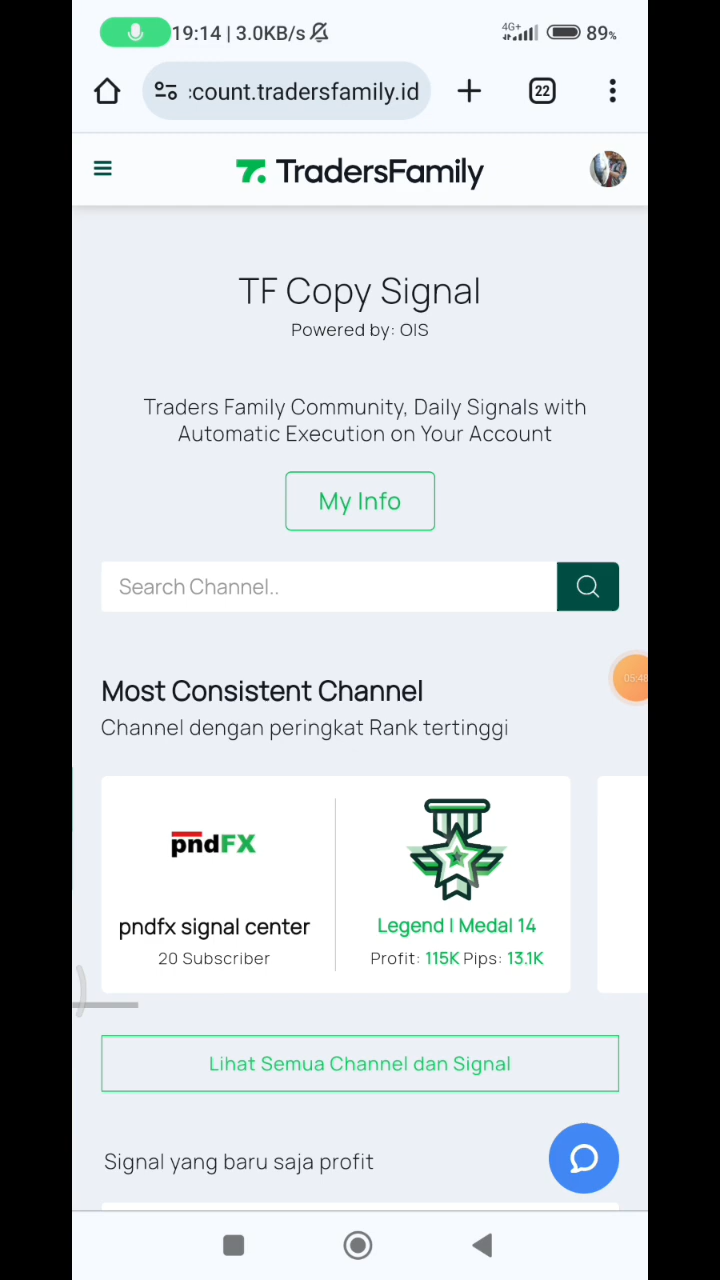 19:14 | 3.0KB/s
4G+
89%
:count.tradersfamily.id
22
TradersFamily
TF Copy Signal
Powered by: OIS
Traders Family Community, Daily Signals with
Automatic Execution on Your Account
My Info
Search Channel..
05:48
Most Consistent Channel
Channel dengan peringkat Rank tertinggi
pndFX
pndfx signal center
20 Subscriber
Legend | Medal 14
Profit: 115K Pips: 13.1K
Lihat Semua Channel dan Signal
Signal yang baru saja profit